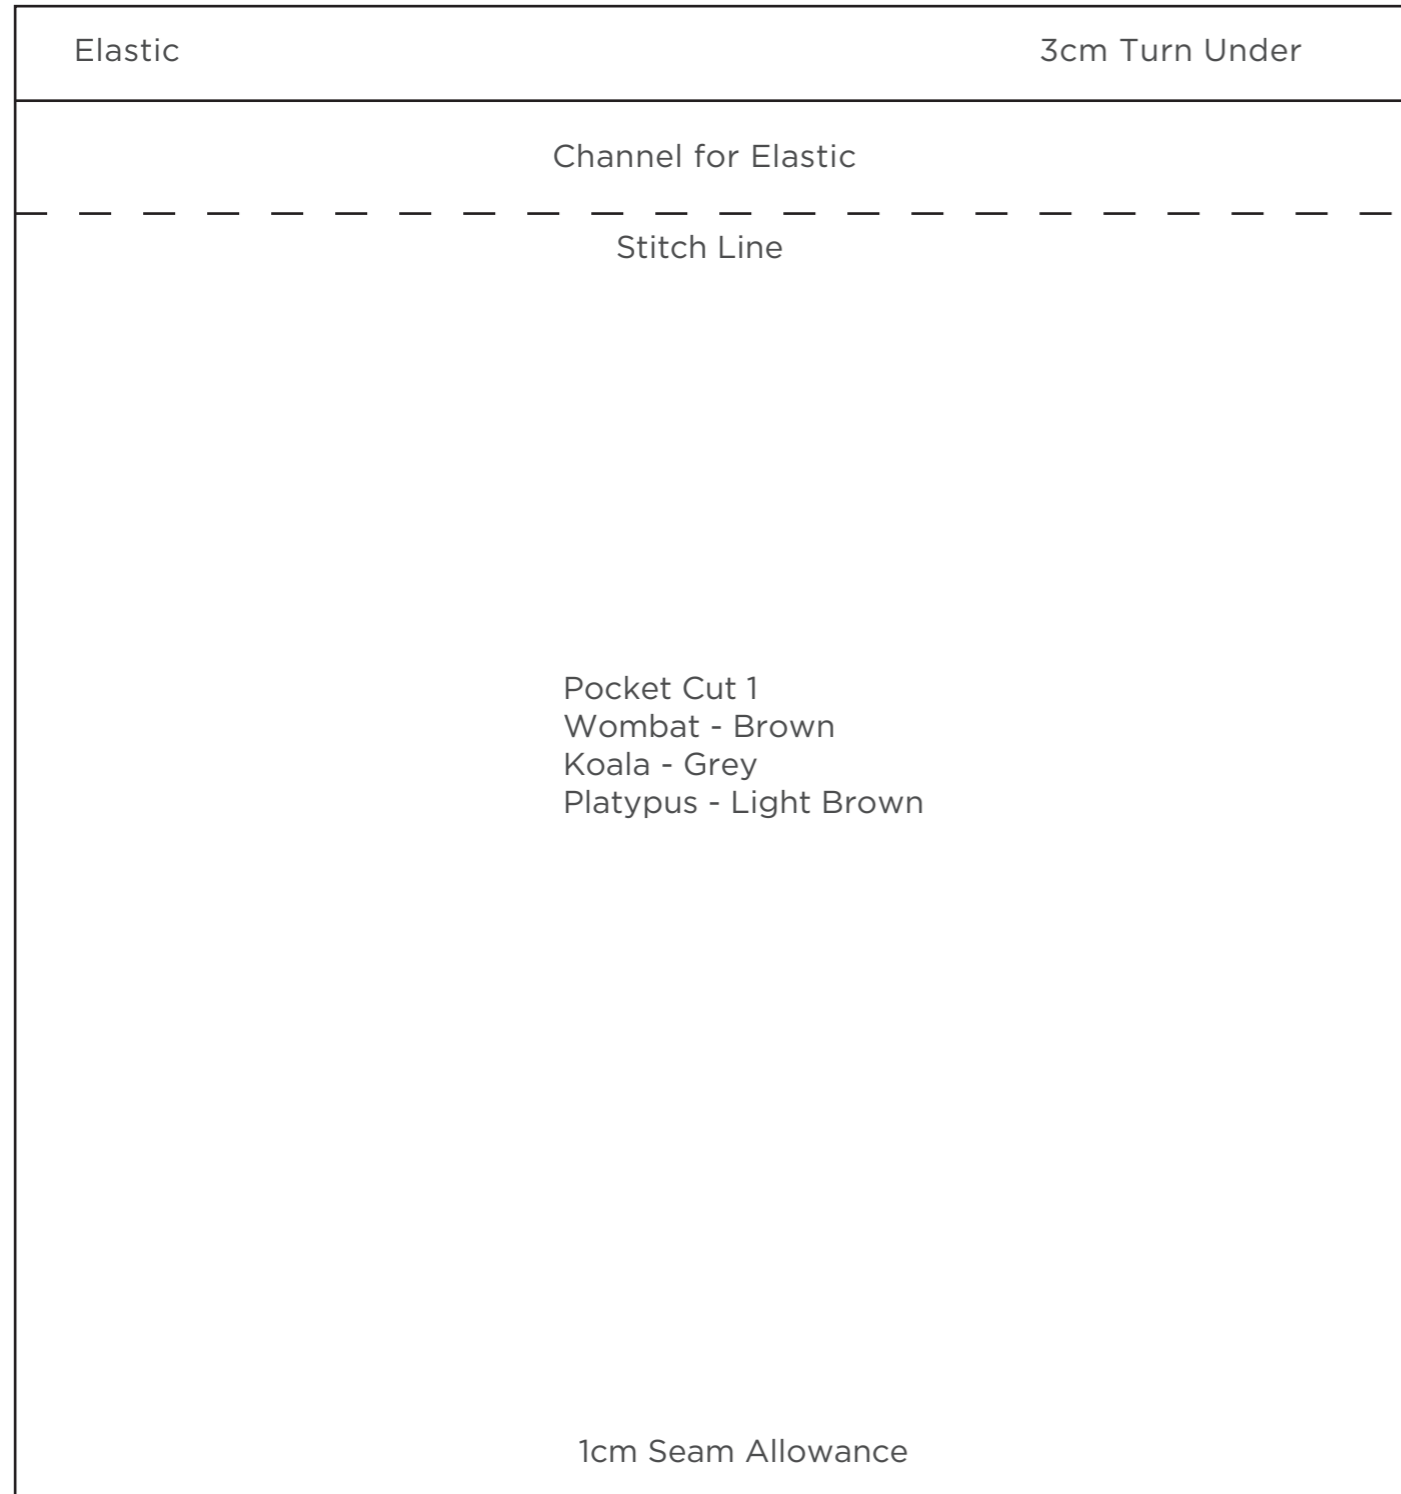 Elastic
3cm Turn Under
Channel for Elastic
Stitch Line
Pocket Cut 1
Wombat - Brown
Koala - Grey
Platypus - Light Brown
1cm Seam Allowance